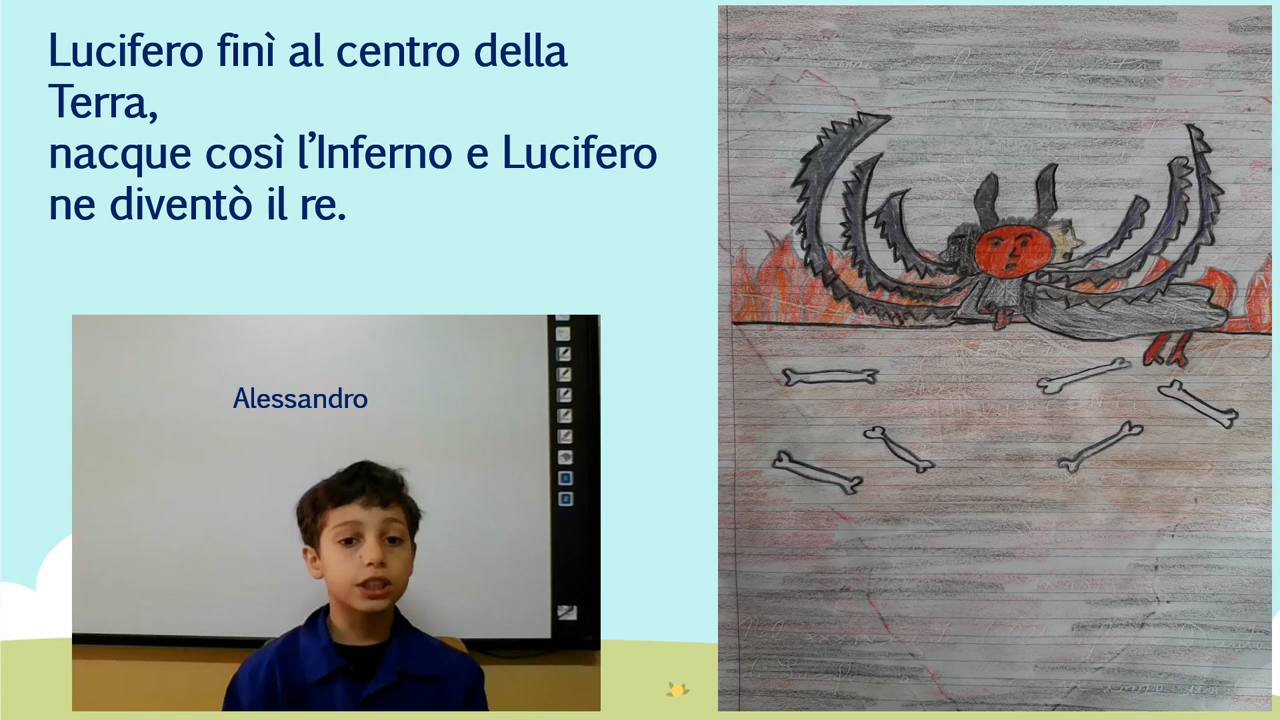 Lucifero finì al centro della
Terra,
nacque così l'Inferno e Lucifero
ne diventò il re.
Alessandro